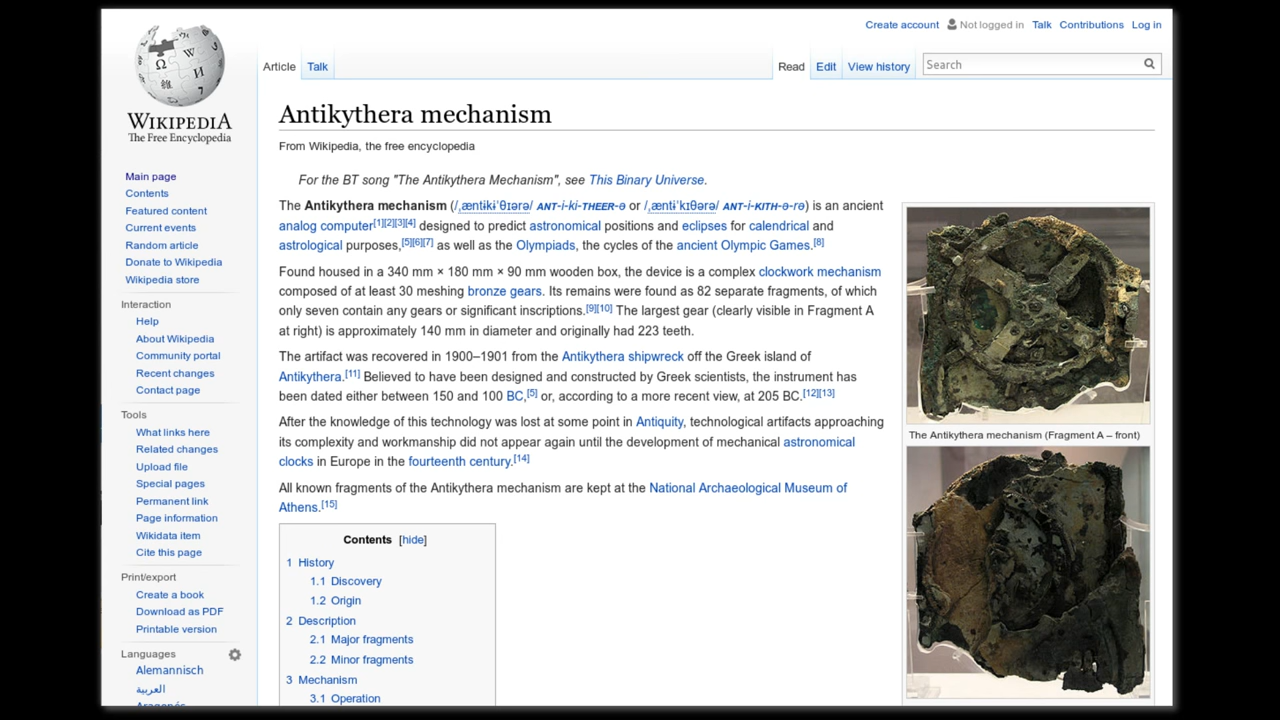 Create account Not logged in Talk Contributions Log in
Article Talk Read Edit View history Search
WIKIPEDIA
The Free Encyclopedia
Main page
Contents
Featured content
Current events
Random article
Donate to Wikipedia
Wikipedia store
Interaction
Help
About Wikipedia
Community portal
Recent changes
Contact page
Tools
What links here
Related changes
Upload file
Special pages
Permanent link
Page information
Wikidata item
Cite this page
Print/export
Create a book
Download as PDF
Printable version
Languages
Alemannisch
العربية
Aragonés
Antikythera mechanism
From Wikipedia, the free encyclopedia
For the BT song "The Antikythera Mechanism", see This Binary Universe.
The Antikythera mechanism (/ˌæntɨkɨˈθɪərə/ ANT-i-ki-THEER-ə or /ˌæntɨˈkɪθərə/ ANT-i-KITH-ə-rə) is an ancient
analog computer[1][2][3][4] designed to predict astronomical positions and eclipses for calendrical and
astrological purposes,[5][6][7] as well as the Olympiads, the cycles of the ancient Olympic Games.[8]
Found housed in a 340 mm × 180 mm × 90 mm wooden box, the device is a complex clockwork mechanism
composed of at least 30 meshing bronze gears. Its remains were found as 82 separate fragments, of which
only seven contain any gears or significant inscriptions.[9][10] The largest gear (clearly visible in Fragment A
at right) is approximately 140 mm in diameter and originally had 223 teeth.
The artifact was recovered in 1900–1901 from the Antikythera shipwreck off the Greek island of
Antikythera.[11] Believed to have been designed and constructed by Greek scientists, the instrument has
been dated either between 150 and 100 BC,[5] or, according to a more recent view, at 205 BC.[12][13]
After the knowledge of this technology was lost at some point in Antiquity, technological artifacts approaching
its complexity and workmanship did not appear again until the development of mechanical astronomical
clocks in Europe in the fourteenth century.[14]
All known fragments of the Antikythera mechanism are kept at the National Archaeological Museum of
Athens.[15]
Contents [hide]
1 History
1.1 Discovery
1.2 Origin
2 Description
2.1 Major fragments
2.2 Minor fragments
3 Mechanism
3.1 Operation
The Antikythera mechanism (Fragment A – front)